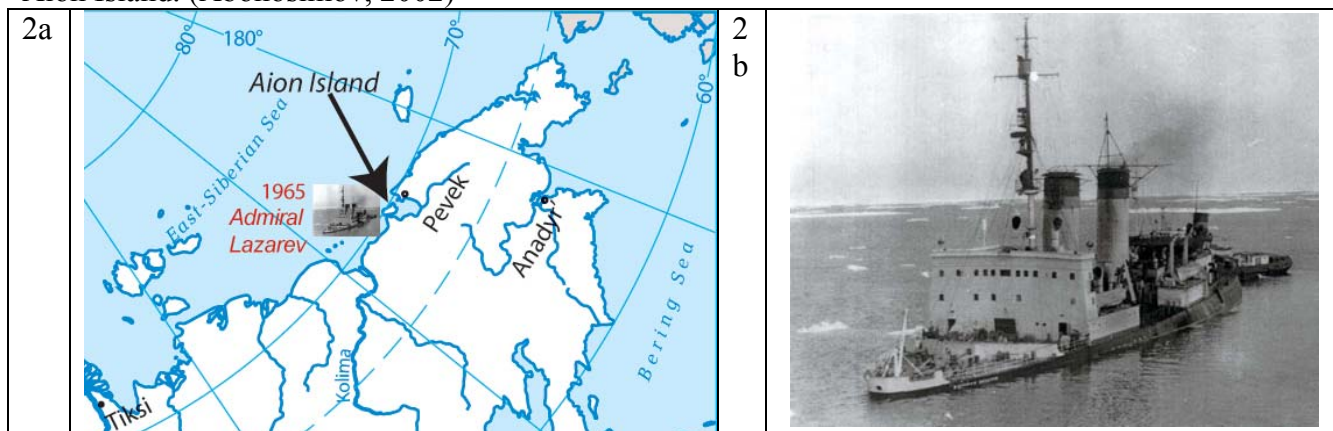 Aion Island. (Abonosimov, 2002)
2a
2
b
80°
180°
70°
60°
Aion Island
East-Siberian Sea
1965
Admiral
Lazarev
Pevek
Anadyr'
Bering Sea
Kolima
Tiksi